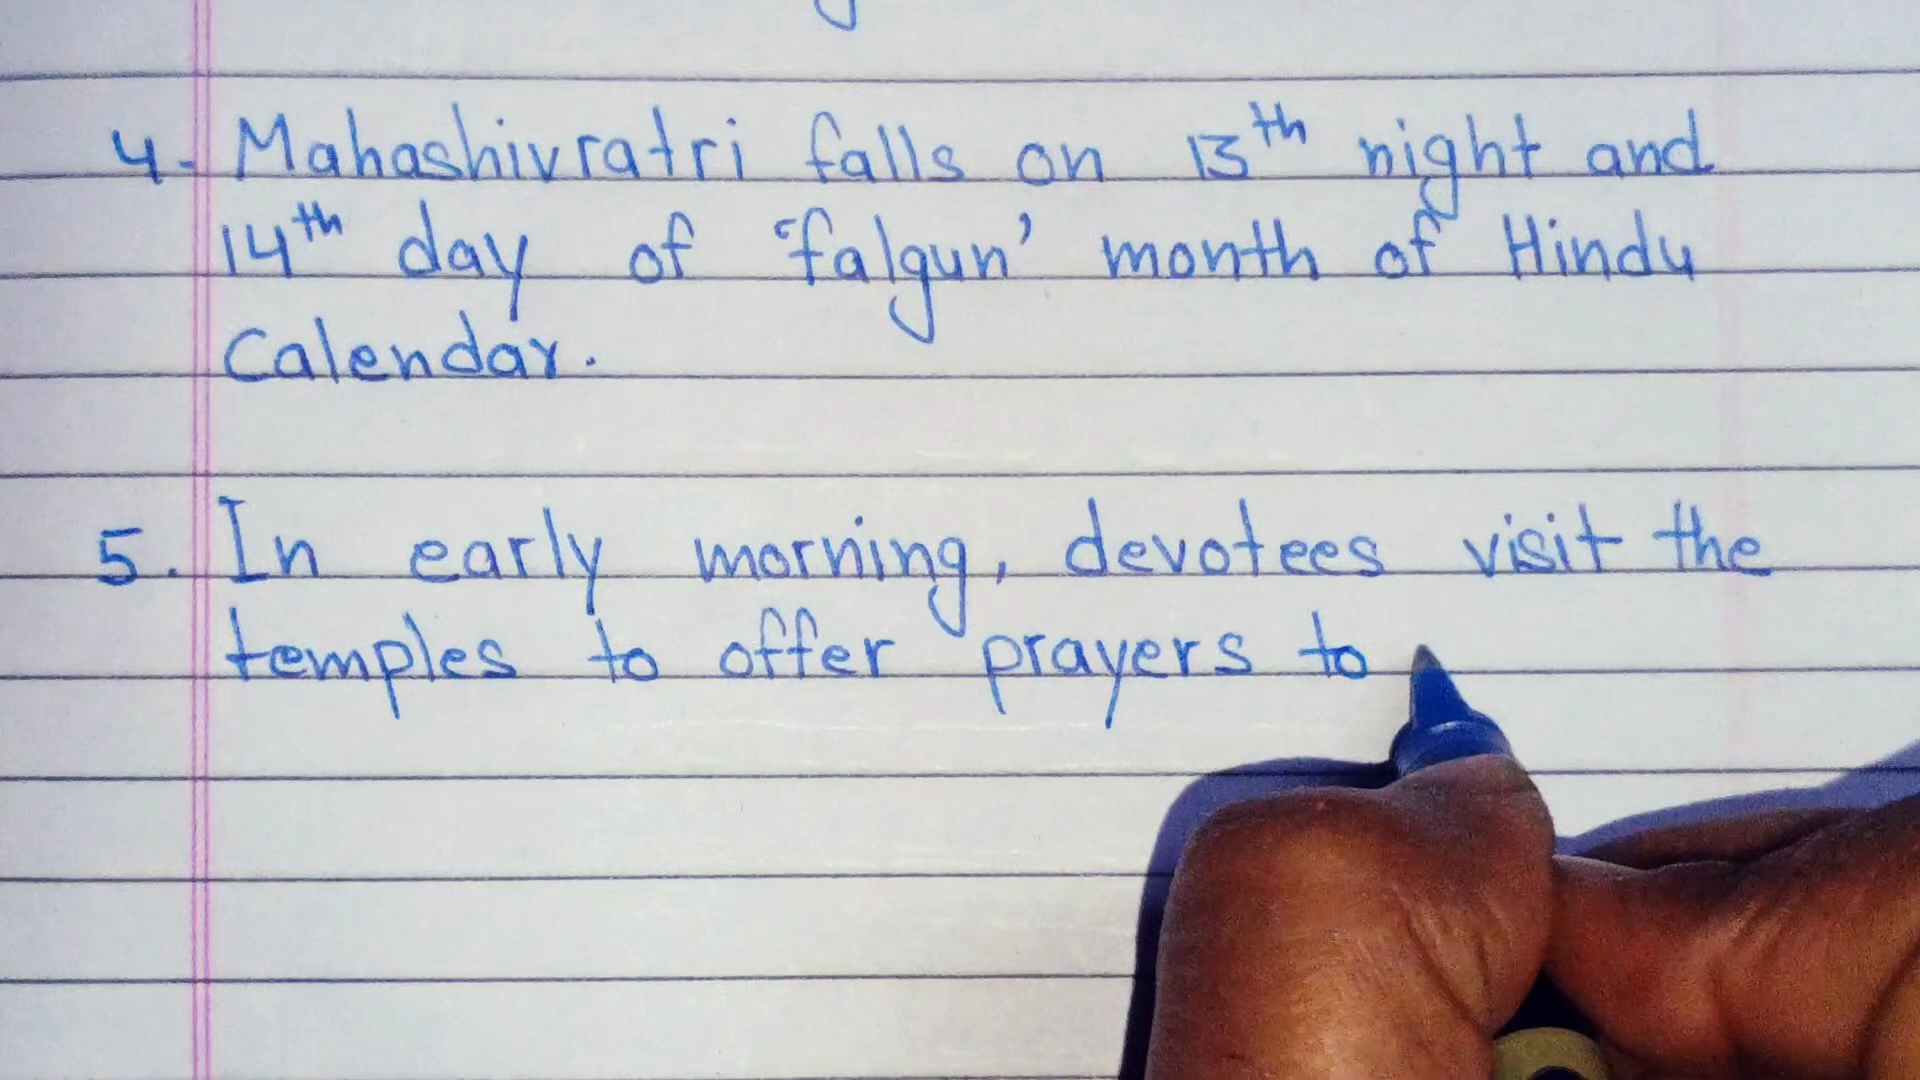 4. Mahashivratri falls on 13th night and
14th day of 'falgun' month of Hindu
Calendar.
5. In early morning, devotees visit the
temples to offer prayers to